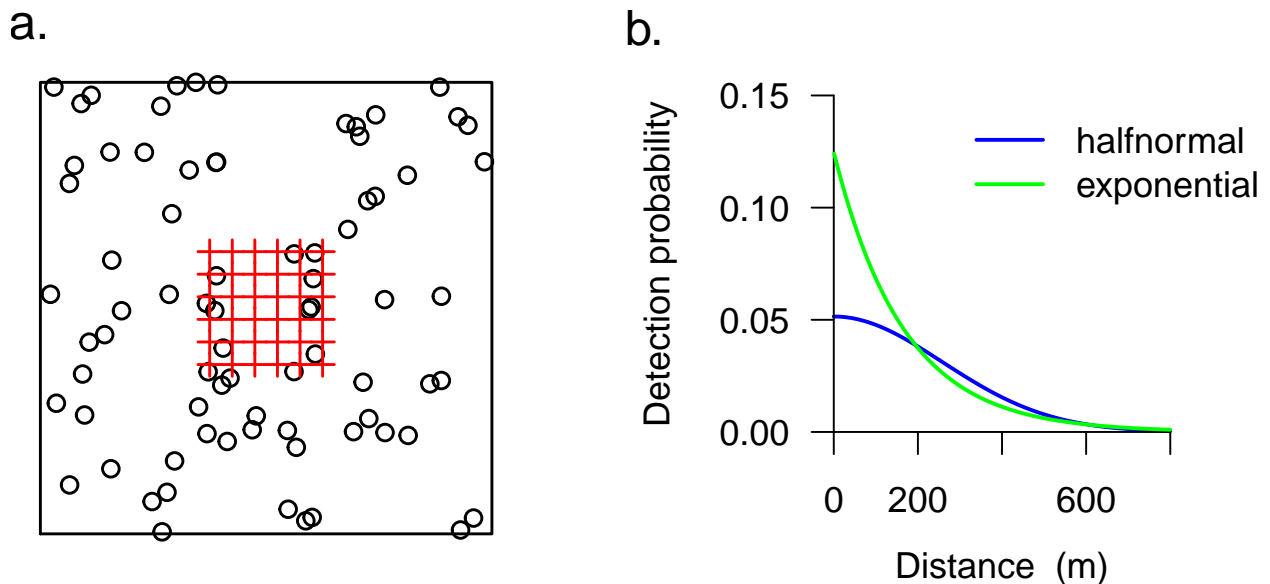 a.
b.
Detection probability
0.15
0.10
0.05
0.00
halfnormal
exponential
0 200 600
Distance (m)